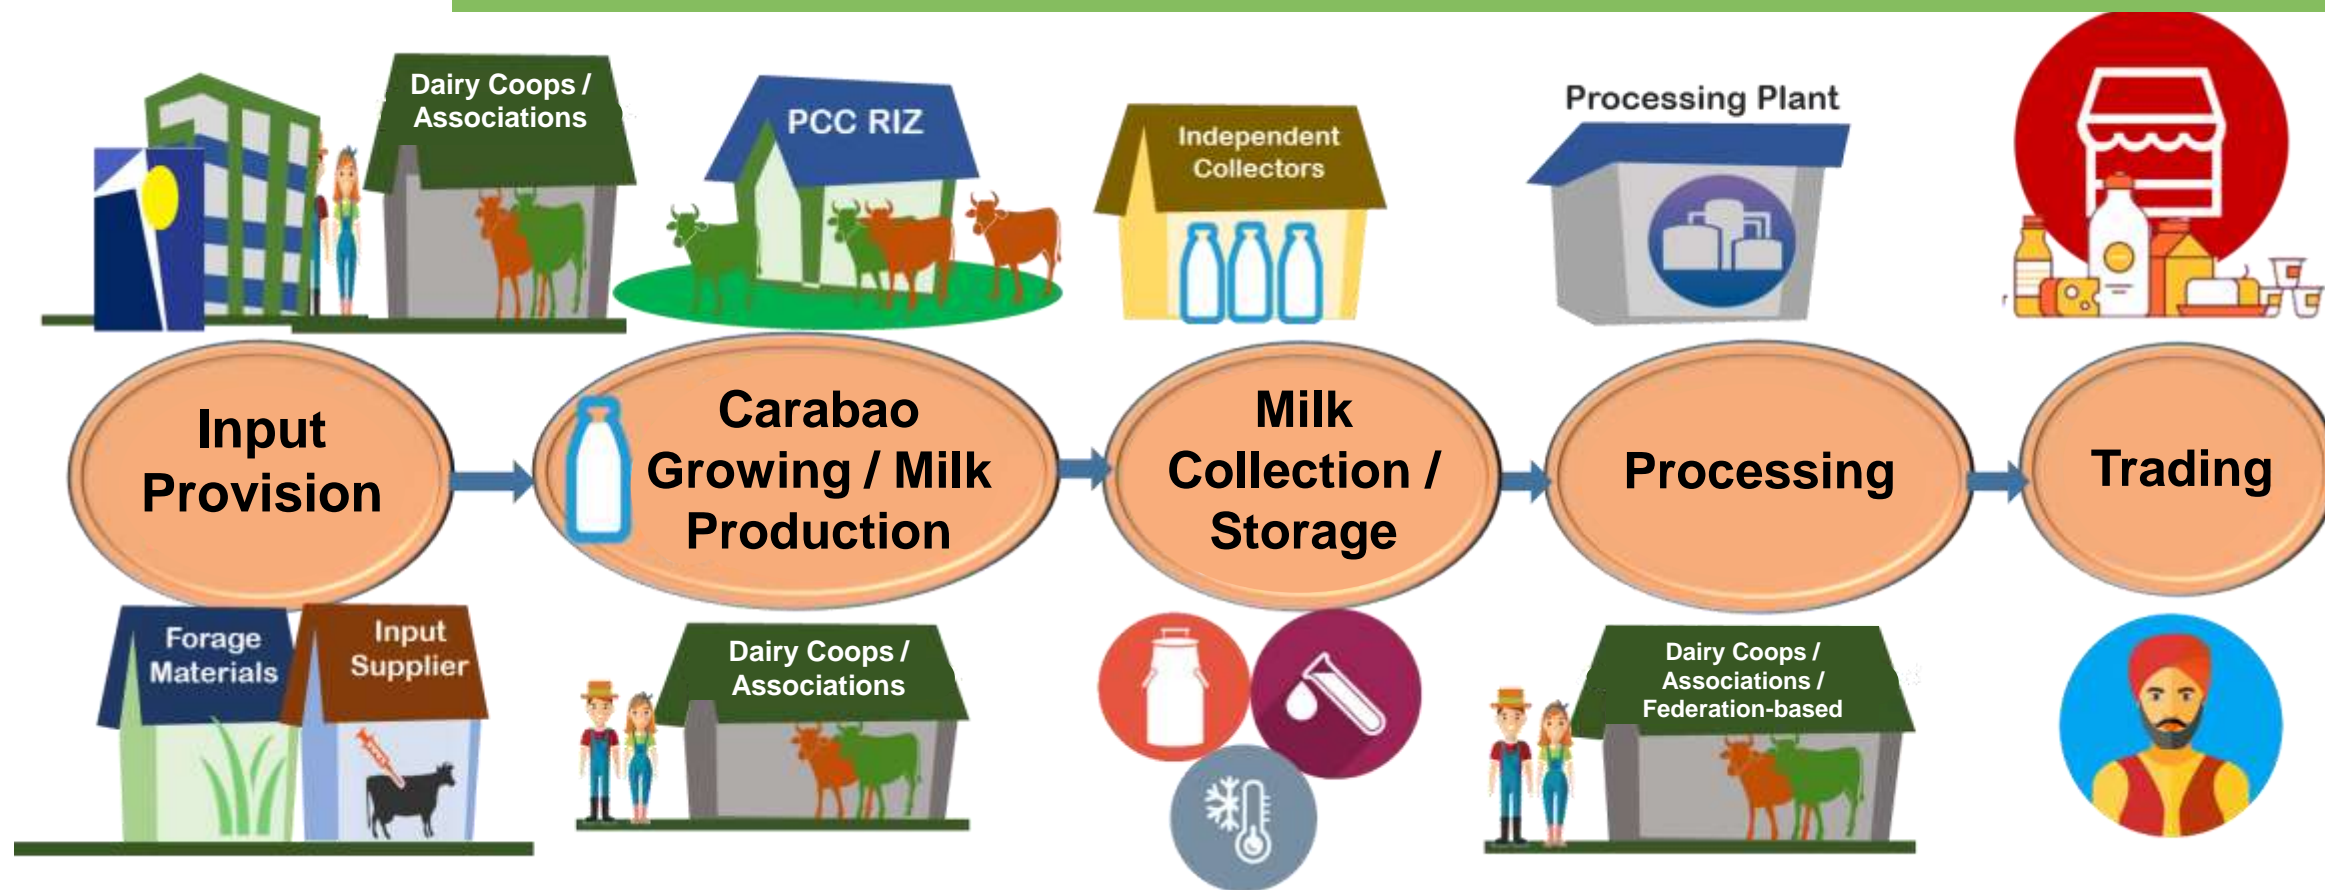 Dairy Coops /
Associations
PCC RIZ
Independent
Collectors
Processing Plant
Input
Provision
Carabao
Growing / Milk
Production
Milk
Collection /
Storage
Processing
Trading
Forage
Materials
Input
Supplier
Dairy Coops /
Associations
Dairy Coops /
Associations /
Federation-based